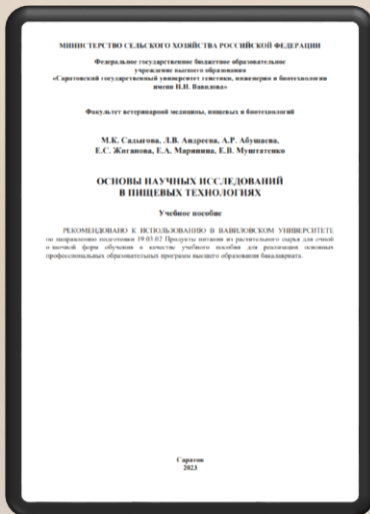 МИНИСТЕРСТВО СЕЛЬСКОГО ХОЗЯЙСТВА РОССИЙСКОЙ ФЕДЕРАЦИИ
Федеральное государственное бюджетное образовательное
учреждение высшего образования
«Саратовский государственный университет генетики, инженерии и биотехнологии
имени Н.И. Вавилова»
Факультет ветеринарной медицины, пищевых и биотехнологий
М.К. Садыгова, Л.В. Андреева, А.Р. Абушаева,
Е.С. Жиганова, Е.А. Маринина, Е.В. Муштатенко
ОСНОВЫ НАУЧНЫХ ИССЛЕДОВАНИЙ
В ПИЩЕВЫХ ТЕХНОЛОГИЯХ
Учебное пособие
РЕКОМЕНДОВАНО К ИСПОЛЬЗОВАНИЮ В ВАВИЛОВСКОМ УНИВЕРСИТЕТЕ
по направлению подготовки 19.03.02 Продукты питания из растительного сырья для очной
и заочной форм обучения в качестве учебного пособия для реализации основных
профессиональных образовательных программ высшего образования бакалавриата.
Саратов
2023